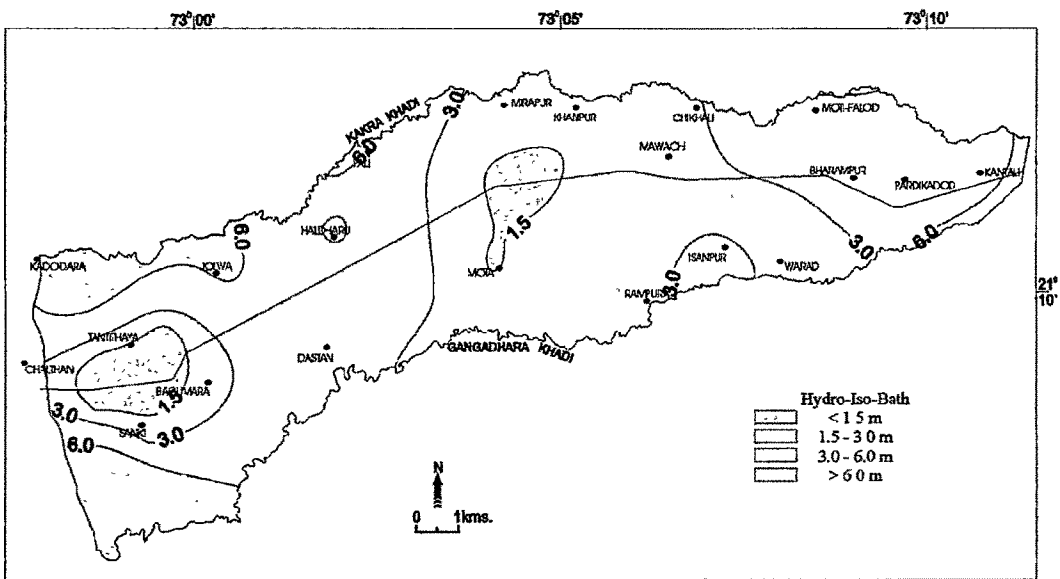 73°00'
73°05'
73°10'
21°
10'
KAKRA KHADI
6.0
3.0
MIRAPUR
KHANPUR
CHIKHALI
MOTI-FALOD
MAWACHI
BHARAMPUR
PARDIKADOD
KANTALI
HALDHARU
6.0
KADODARA
JOLWA
1.5
MOTA
ISANPUR
WARAD
3.0
6.0
3.0
RAMPURA
TANTITHAYA
CHALTHAN
DASTAN
GANGADHARA KHADI
BAGUMARA
1.5
3.0
3.0
SANKI
6.0
Hydro-Iso-Bath
< 1 5 m
1.5 - 3 0 m
3.0 - 6.0 m
> 6 0 m
N
0 1kms.